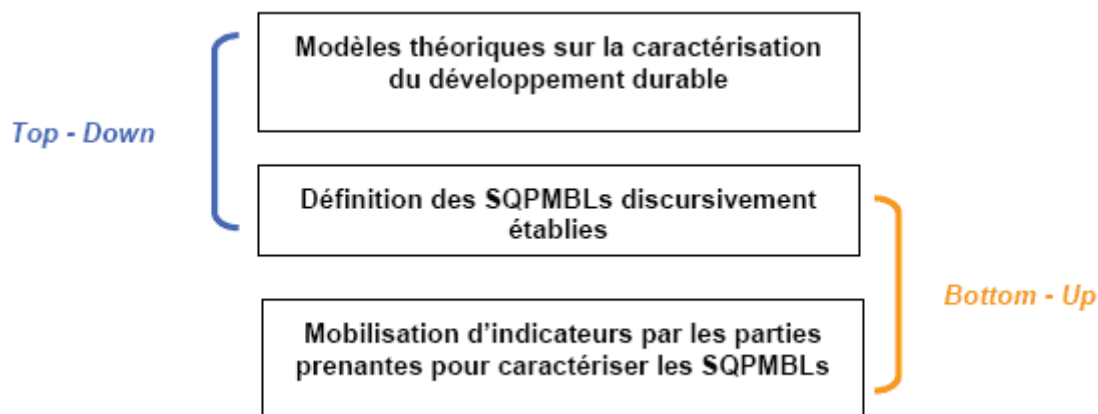 Modèles théoriques sur la caractérisation
du développement durable
Top - Down
Définition des SQPMBLs discursivement
établies
Bottom - Up
Mobilisation d'indicateurs par les parties
prenantes pour caractériser les SQPMBLs